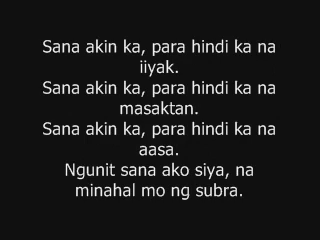 Sana akin ka, para hindi ka na
iiyak.
Sana akin ka, para hindi ka na
masaktan.
Sana akin ka, para hindi ka na
aasa.
Ngunit sana ako siya, na
minahal mo ng subra.